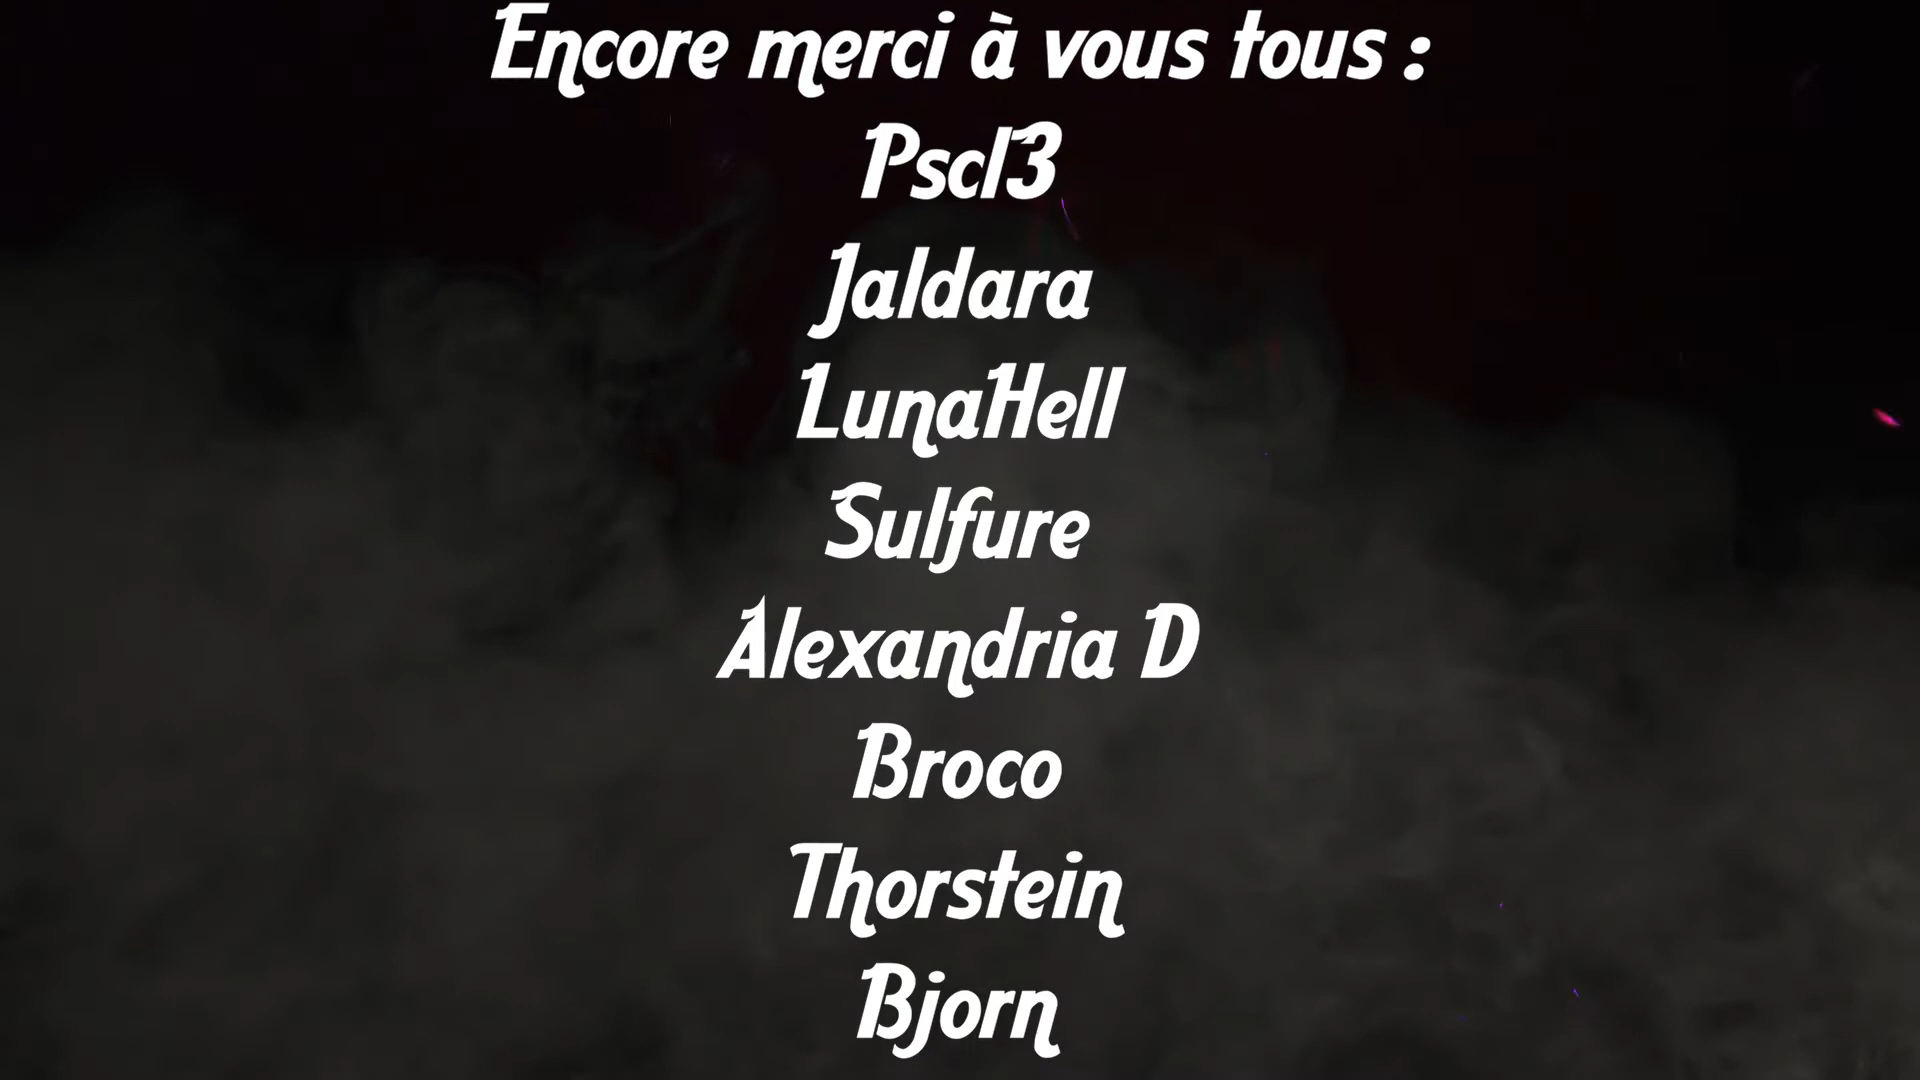 Encore merci à vous tous :
Pscl3
Jaldara
LunaHell
Sulfure
Alexandria D
Broco
Thorstein
Bjorn